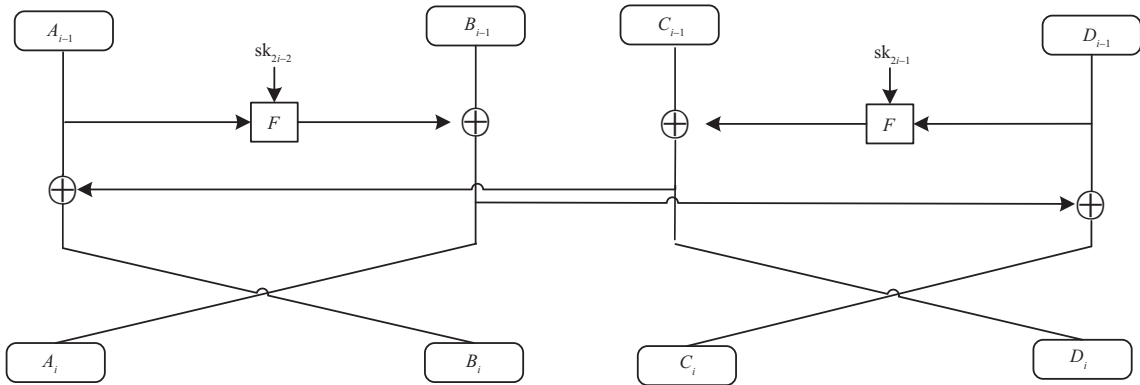 A_{i–1} B_{i–1} C_{i–1} D_{i–1}
sk_{2i–2} sk_{2i–1}
F F
A_i B_i C_i D_i